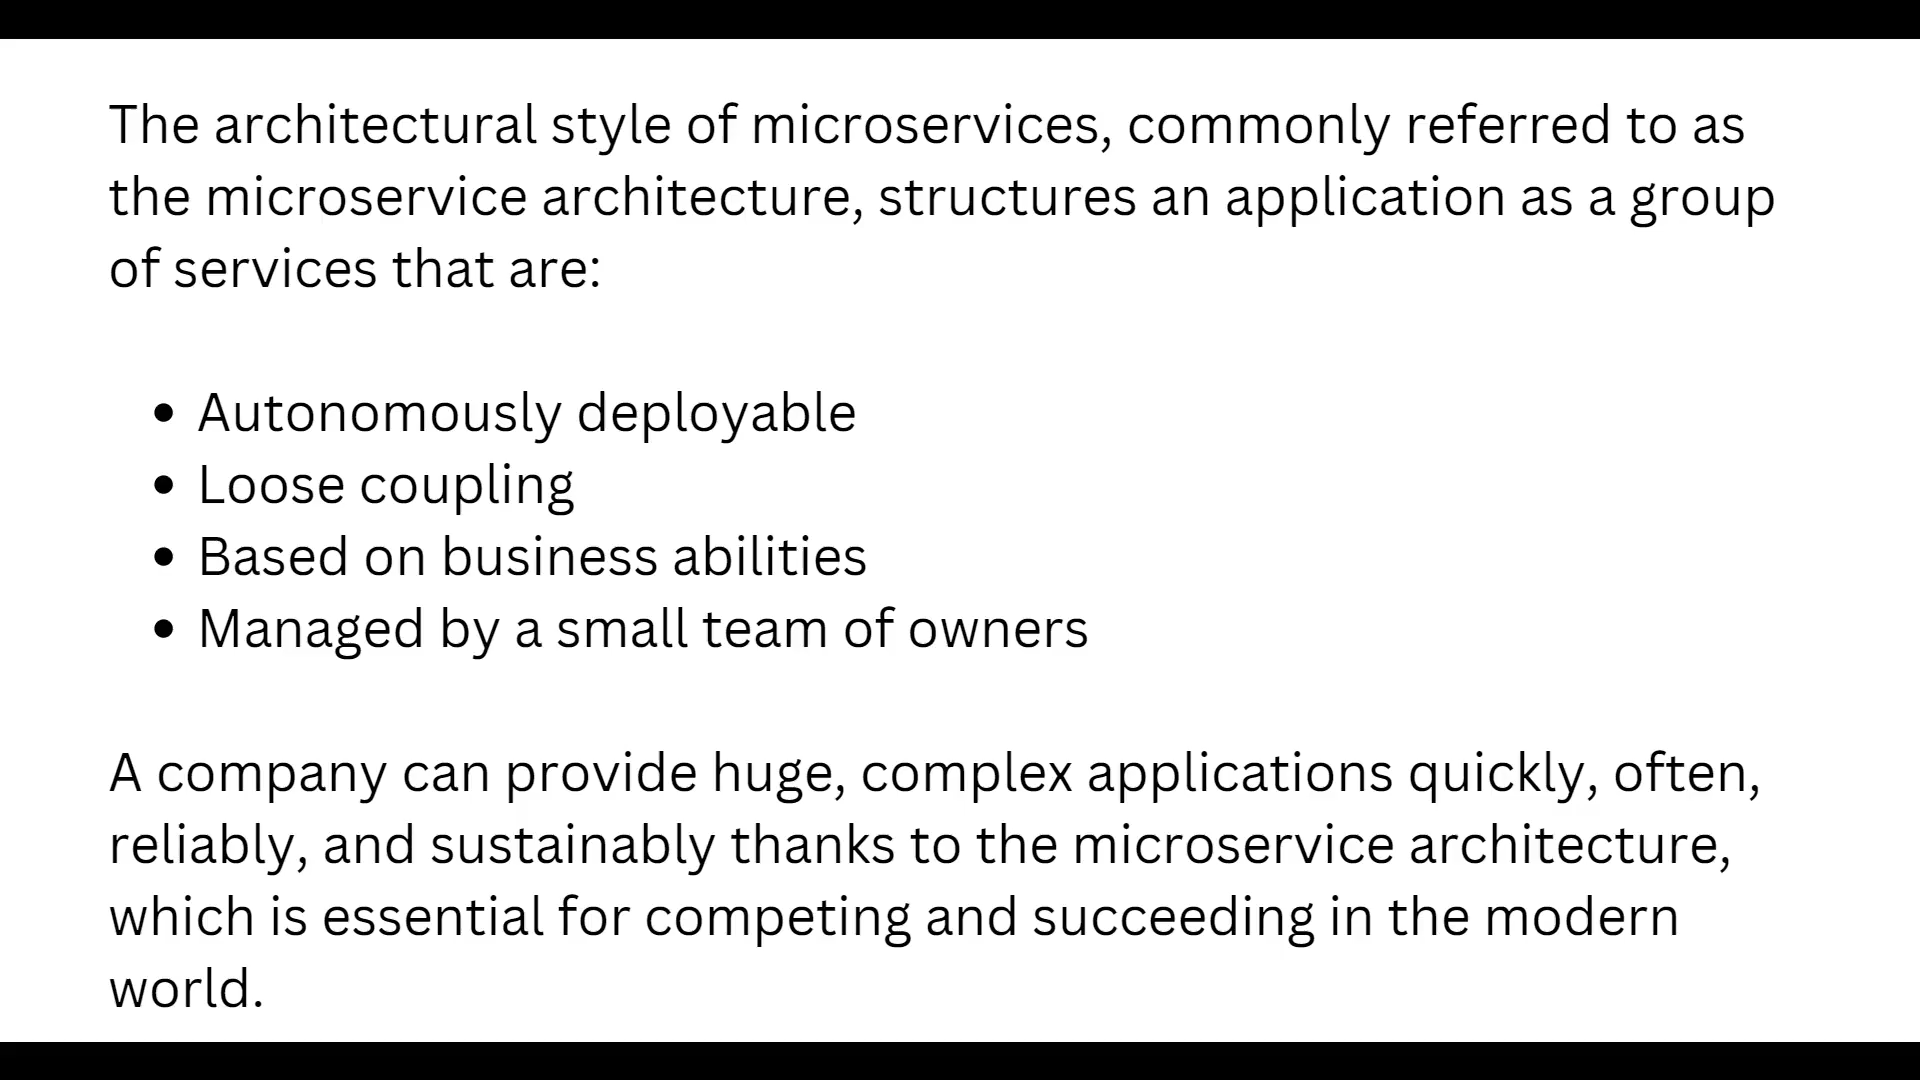 The architectural style of microservices, commonly referred to as
the microservice architecture, structures an application as a group
of services that are:
• Autonomously deployable
• Loose coupling
• Based on business abilities
• Managed by a small team of owners
A company can provide huge, complex applications quickly, often,
reliably, and sustainably thanks to the microservice architecture,
which is essential for competing and succeeding in the modern
world.